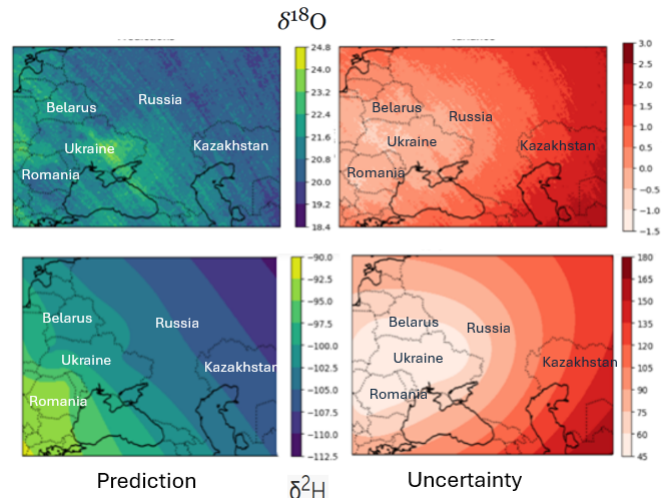 δ¹⁸O
24.8
24.0
23.2
22.4
21.6
20.8
20.0
19.2
18.4
Belarus
Russia
Ukraine
Kazakhstan
Romania
3.0
2.5
2.0
1.5
1.0
0.5
0.0
−0.5
−1.0
−1.5
Belarus
Russia
Ukraine
Kazakhstan
Romania
−90.0
−92.5
−95.0
−97.5
−100.0
−102.5
−105.0
−107.5
−110.0
−112.5
Belarus
Russia
Ukraine
Kazakhstan
Romania
180
165
150
135
120
105
90
75
60
45
Belarus
Russia
Ukraine
Kazakhstan
Romania
Prediction
δ²H
Uncertainty